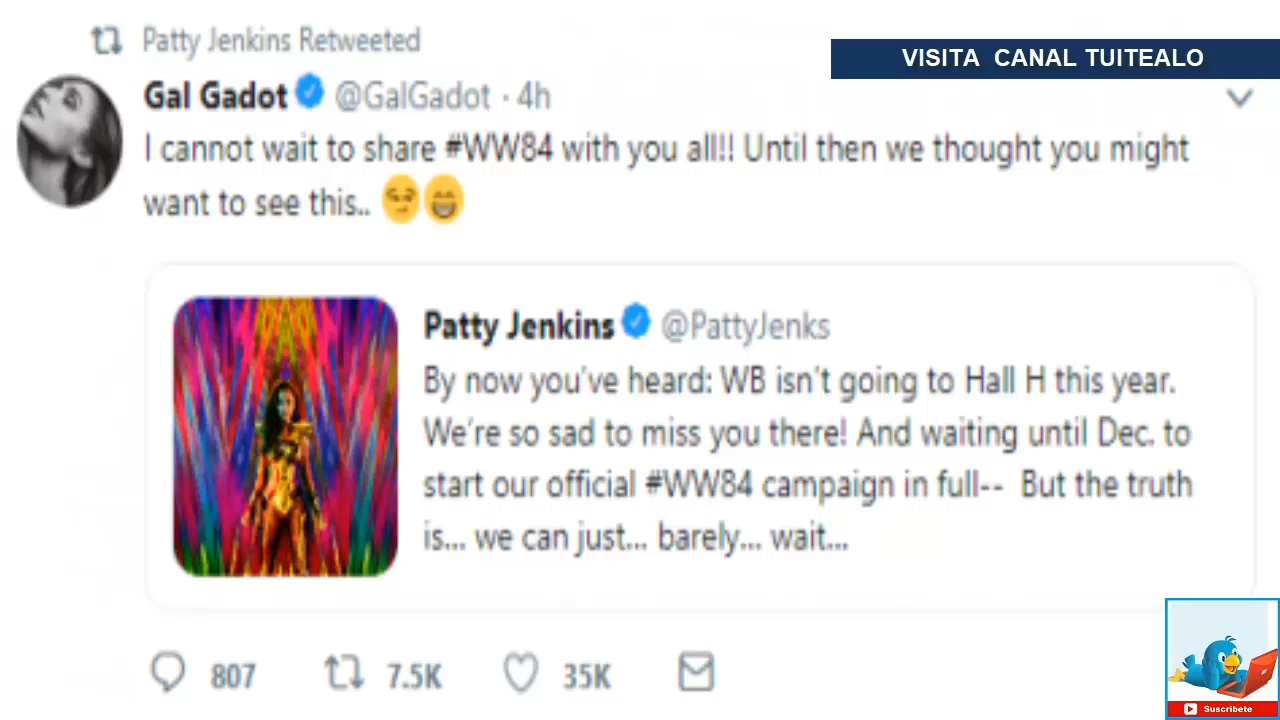 Patty Jenkins Retweeted
VISITA CANAL TUITEALO
Gal Gadot @GalGadot · 4h
I cannot wait to share #WW84 with you all!! Until then we thought you might
want to see this..
Patty Jenkins @PattyJenks
By now you've heard: WB isn't going to Hall H this year.
We're so sad to miss you there! And waiting until Dec. to
start our official #WW84 campaign in full-- But the truth
is... we can just... barely... wait...
807 7.5K 35K
Suscribete